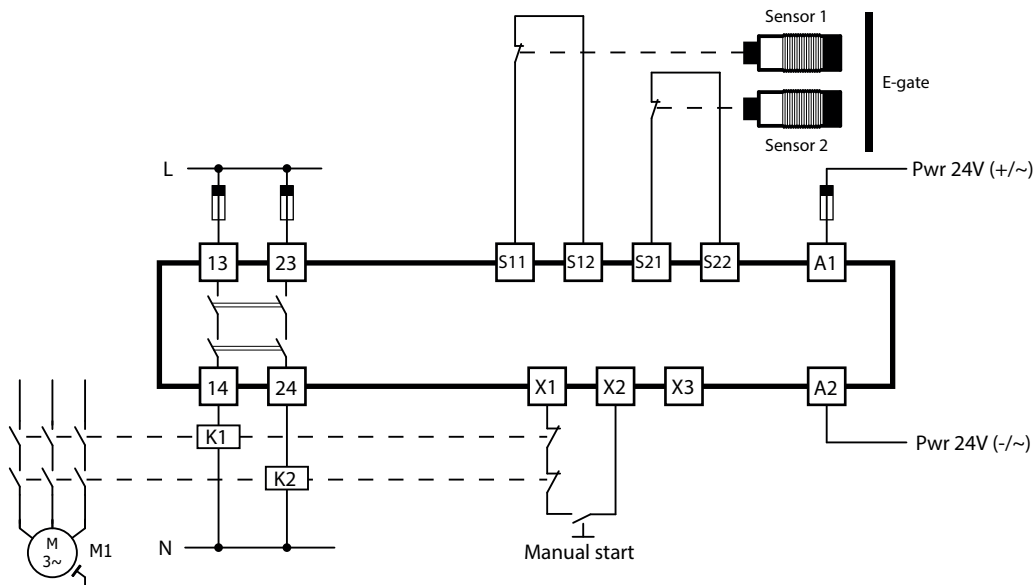 Sensor 1
E-gate
Sensor 2
L
Pwr 24V (+/~)
13
23
S11
S12
S21
S22
A1
14
24
X1
X2
X3
A2
K1
K2
Pwr 24V (-/~)
M
3~
M1
N
Manual start